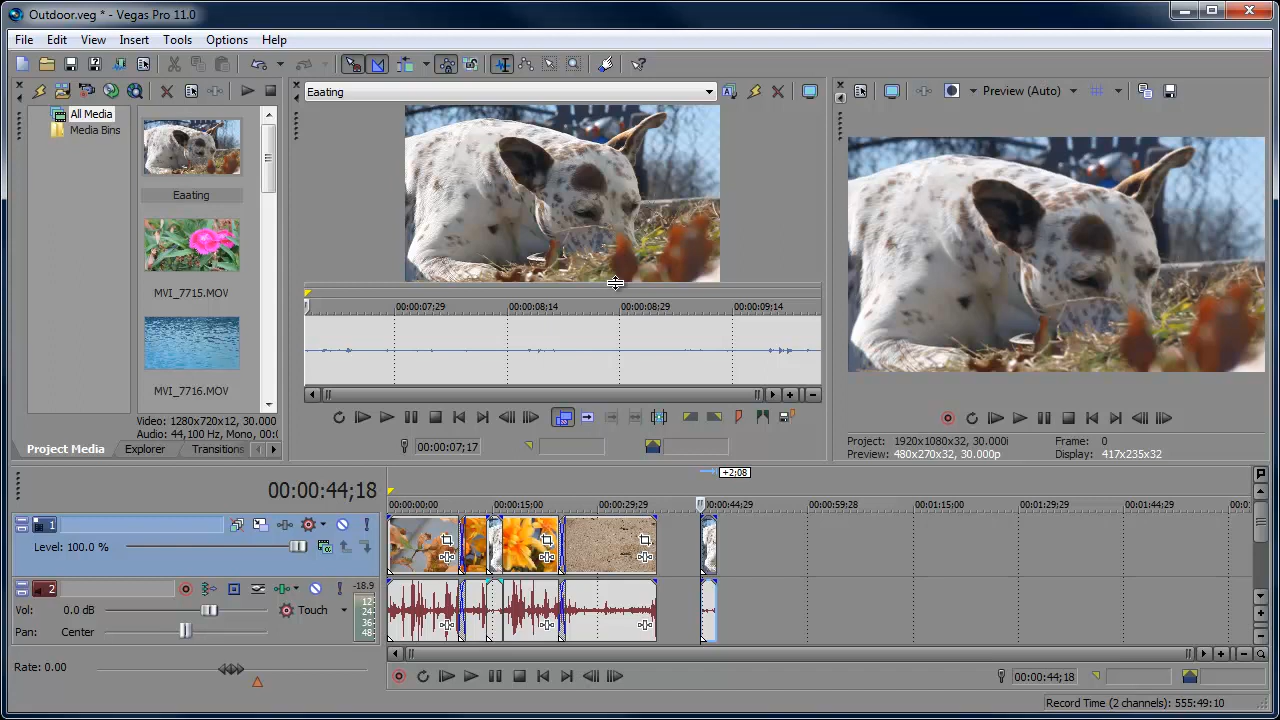 Outdoor.veg * - Vegas Pro 11.0
File Edit View Insert Tools Options Help
Eaating
Preview (Auto)
All Media
Media Bins
Eaating
MVI_7715.MOV
MVI_7716.MOV
Video: 1280x720x12, 30.000
Audio: 44,100 Hz, Mono, 00:(
Project Media Explorer Transitions
00:00:07;29 00:00:08;14 00:00:08;29 00:00:09;14
00:00:07;17
Project: 1920x1080x32, 30.000i Frame: 0
Preview: 480x270x32, 30.000p Display: 417x235x32
+2;08
00:00:44;18
00:00:00;00 00:00:15;00 00:00:29;29 00:00:44;29 00:00:59;28 00:01:15;00 00:01:29;29 00:01:44;29
1
Level: 100.0 %
2
-18.9
Vol: 0.0 dB Touch
12
24
36
48
Pan: Center
Rate: 0.00
00:00:44;18
Record Time (2 channels): 555:49:10